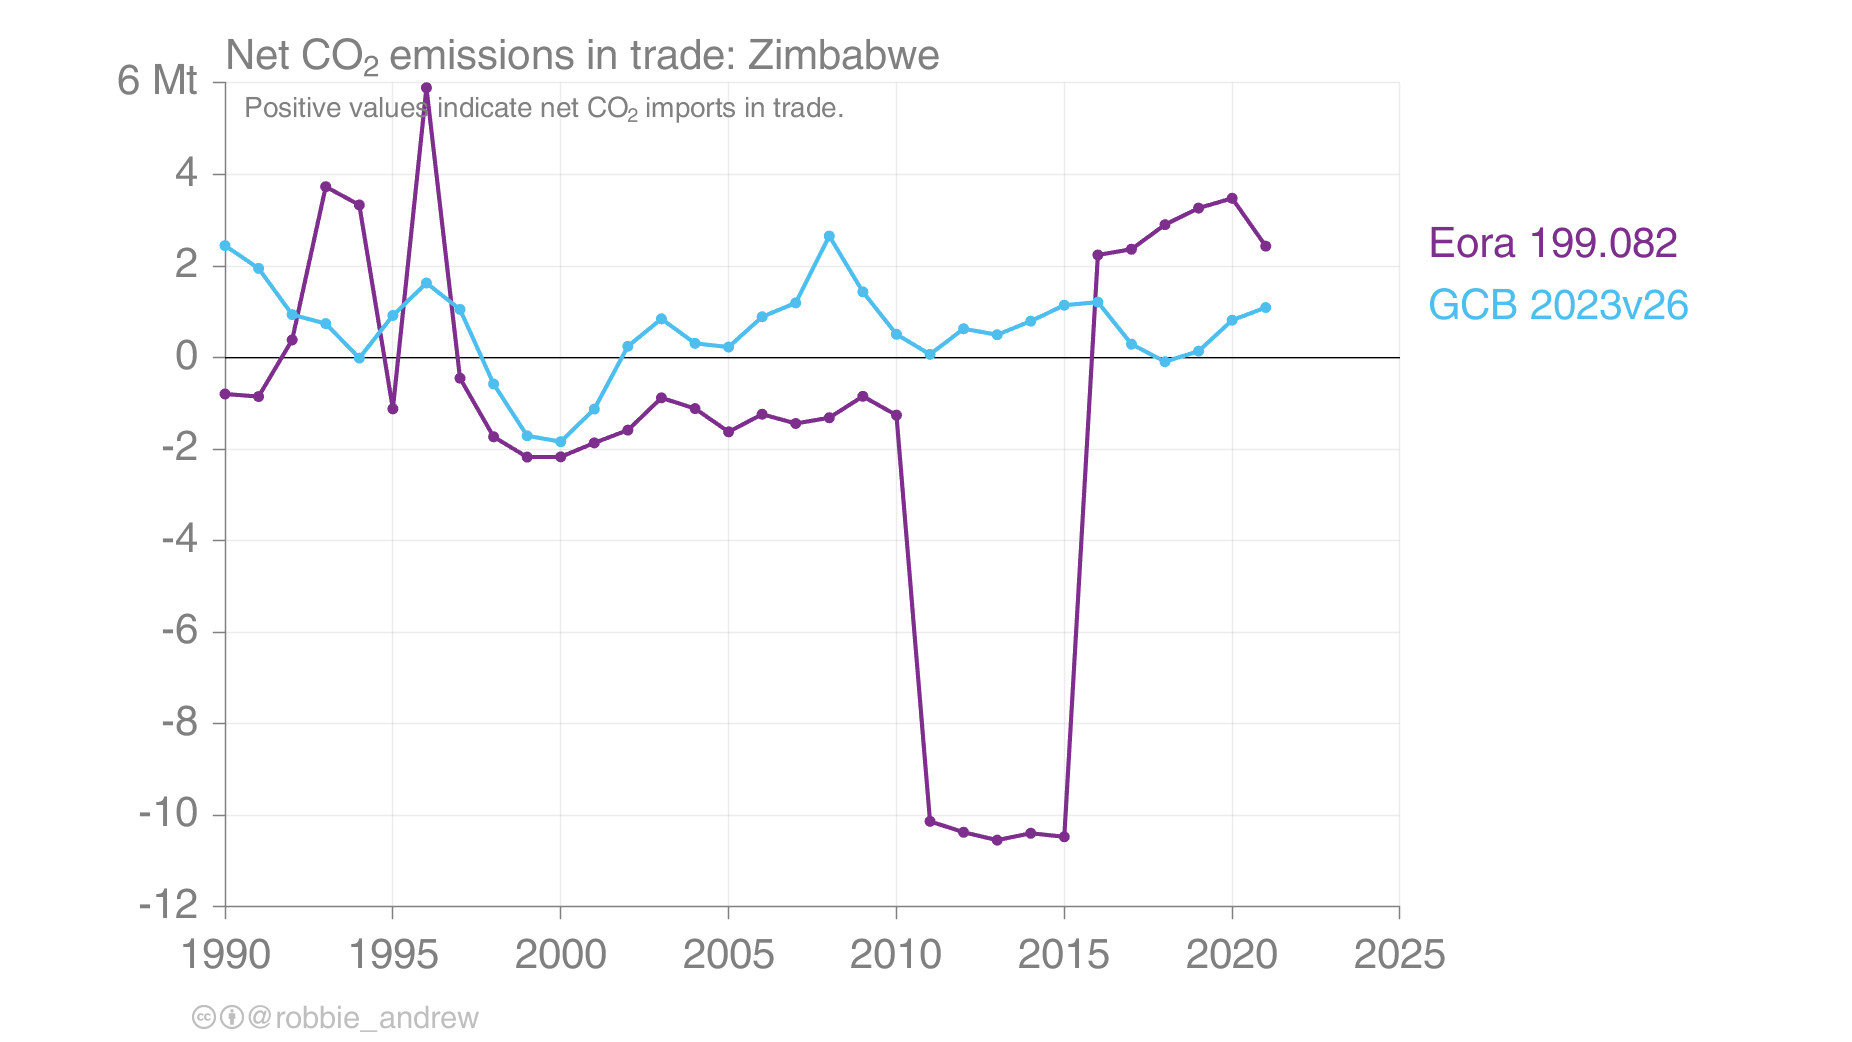 Net CO₂ emissions in trade: Zimbabwe
6 Mt
Positive values indicate net CO₂ imports in trade.
4
2
0
-2
-4
-6
-8
-10
-12
1990 1995 2000 2005 2010 2015 2020 2025
Eora 199.082
GCB 2023v26
@robbie_andrew